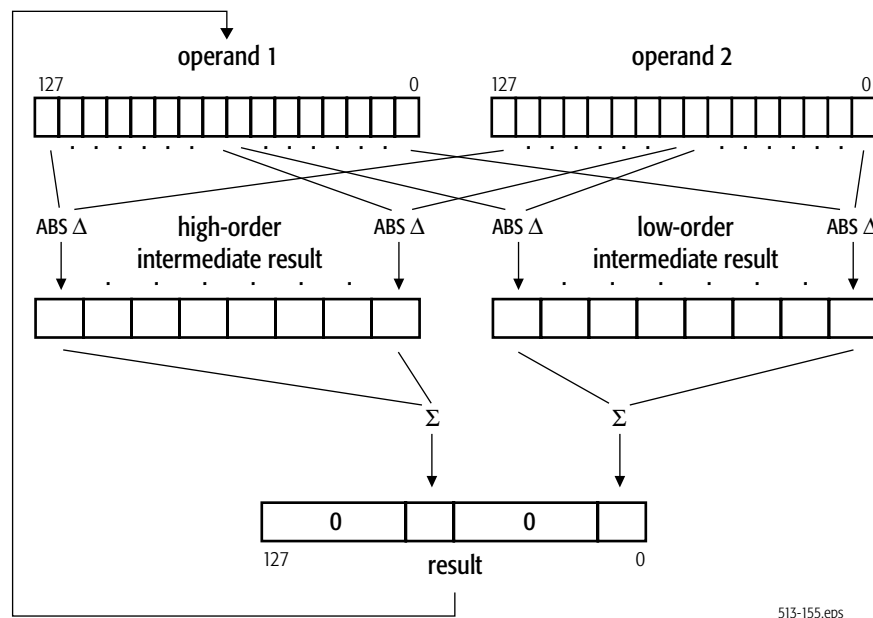 operand 1
operand 2
127
0
127
0
. . . . . .
. . . . . .
. . . . . .
. . . . . .
ABS Δ
high-order
intermediate result
ABS Δ
ABS Δ
low-order
intermediate result
ABS Δ
. . . . . .
. . . . . .
Σ
Σ
0
0
127
result
0
513-155.eps